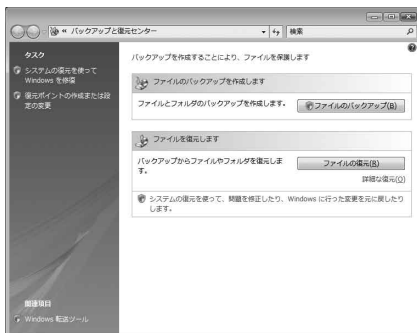 « バックアップと復元センター
検索
タスク
システムの復元を使って
Windows を修復
復元ポイントの作成または設
定の変更
関連項目
Windows 転送ツール
バックアップを作成することにより、ファイルを保護します
ファイルのバックアップを作成します
ファイルとフォルダのバックアップを作成します。
ファイルのバックアップ(B)
ファイルを復元します
バックアップからファイルやフォルダを復元しま
す。
ファイルの復元(R)
詳細な復元(O)
システムの復元を使って、問題を修正したり、Windows に行った変更を元に戻したり
します。